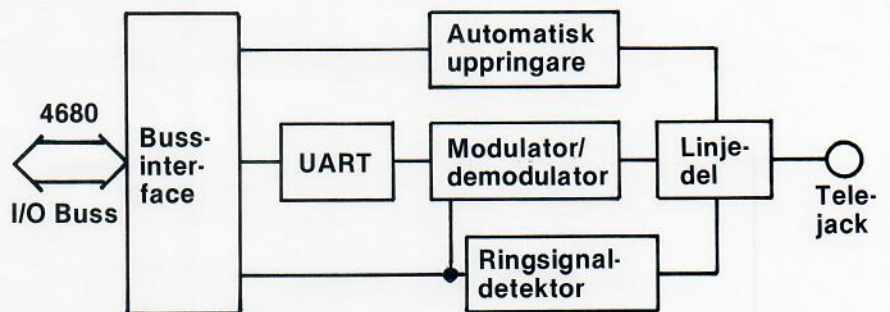 4680
I/O Buss
Buss-
inter-
face
Automatisk
uppringare
UART
Modulator/
demodulator
Ringsignal-
detektor
Linje-
del
Tele-
jack